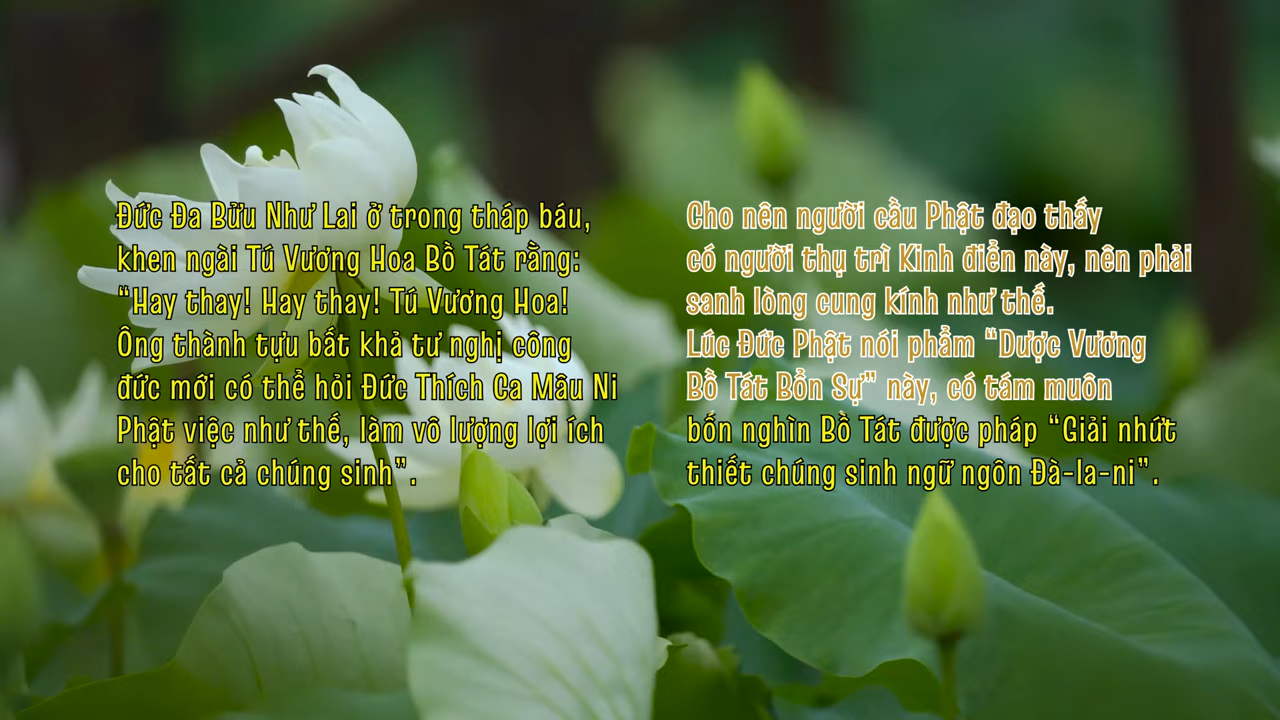 Đức Đa Bửu Như Lai ở trong tháp báu,
khen ngài Tú Vương Hoa Bồ Tát rằng:
“Hay thay! Hay thay! Tú Vương Hoa!
Ông thành tựu bất khả tư nghị công
đức mới có thể hỏi Đức Thích Ca Mâu Ni
Phật việc như thế, làm vô lượng lợi ích
cho tất cả chúng sinh”.
Cho nên người cầu Phật đạo thấy
có người thụ trì Kinh điển này, nên phải
sanh lòng cung kính như thế.
Lúc Đức Phật nói phẩm “Dược Vương
Bồ Tát Bổn Sự” này, có tám muôn
bốn nghìn Bồ Tát được pháp “Giải nhứt
thiết chúng sinh ngữ ngôn Đà-la-ni”.